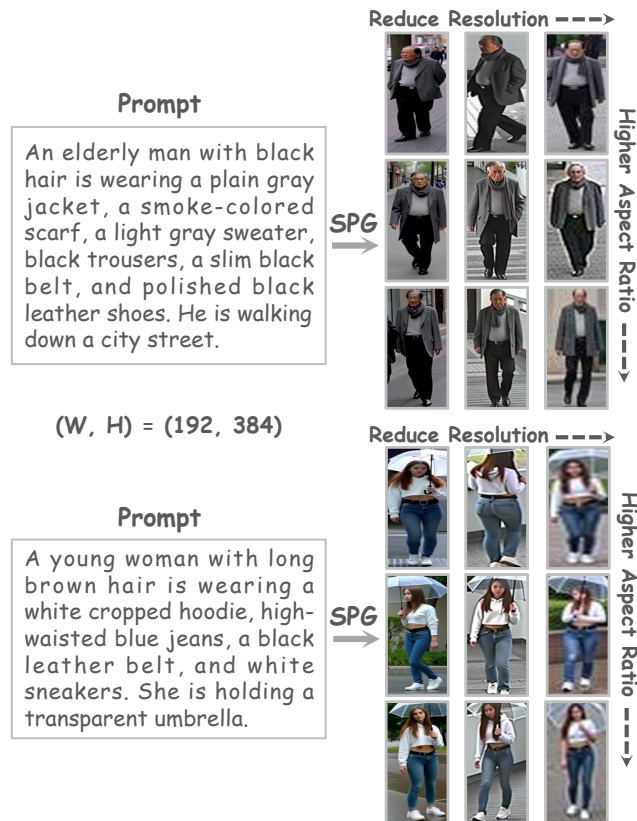 Reduce Resolution
Prompt
An elderly man with black
hair is wearing a plain gray
jacket, a smoke-colored
scarf, a light gray sweater,
black trousers, a slim black
belt, and polished black
leather shoes. He is walking
down a city street.
SPG
Higher Aspect Ratio
(W, H) = (192, 384)
Reduce Resolution
Prompt
A young woman with long
brown hair is wearing a
white cropped hoodie, high-
waisted blue jeans, a black
leather belt, and white
sneakers. She is holding a
transparent umbrella.
SPG
Higher Aspect Ratio